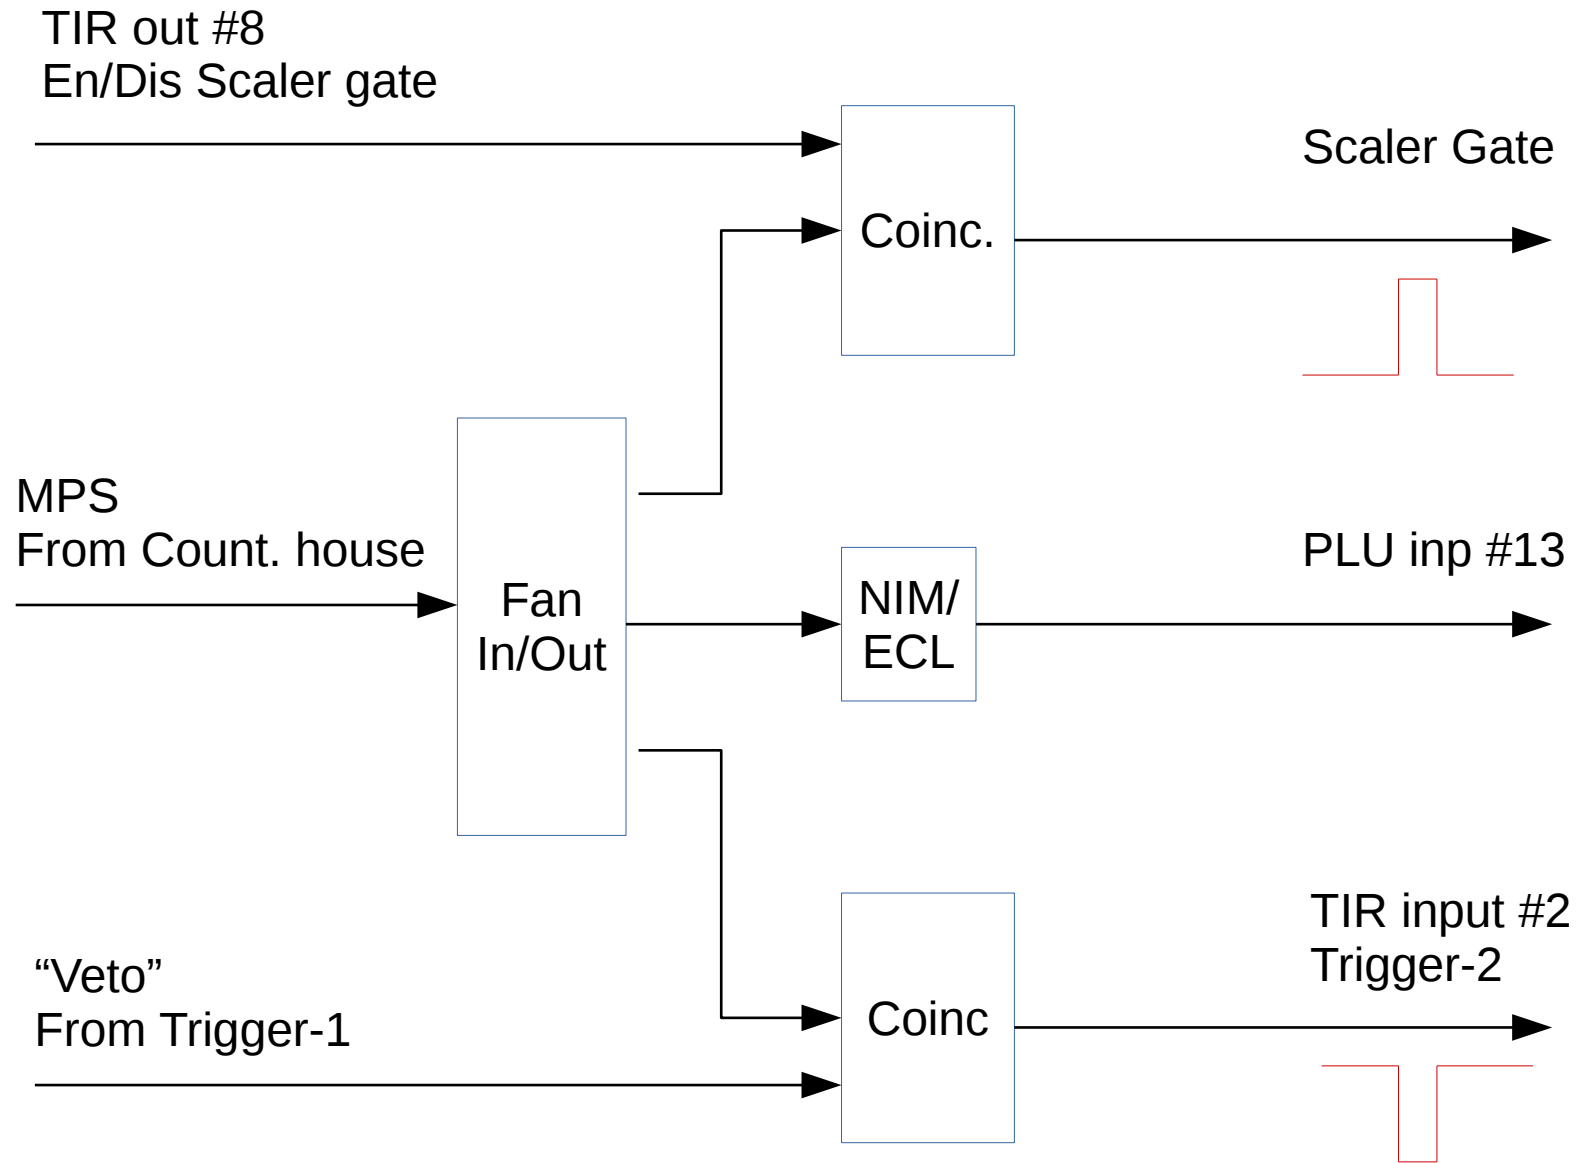 TIR out #8
En/Dis Scaler gate
Scaler Gate
Coinc.
MPS
From Count. house
Fan
In/Out
NIM/
ECL
PLU inp #13
“Veto”
From Trigger-1
Coinc
TIR input #2
Trigger-2